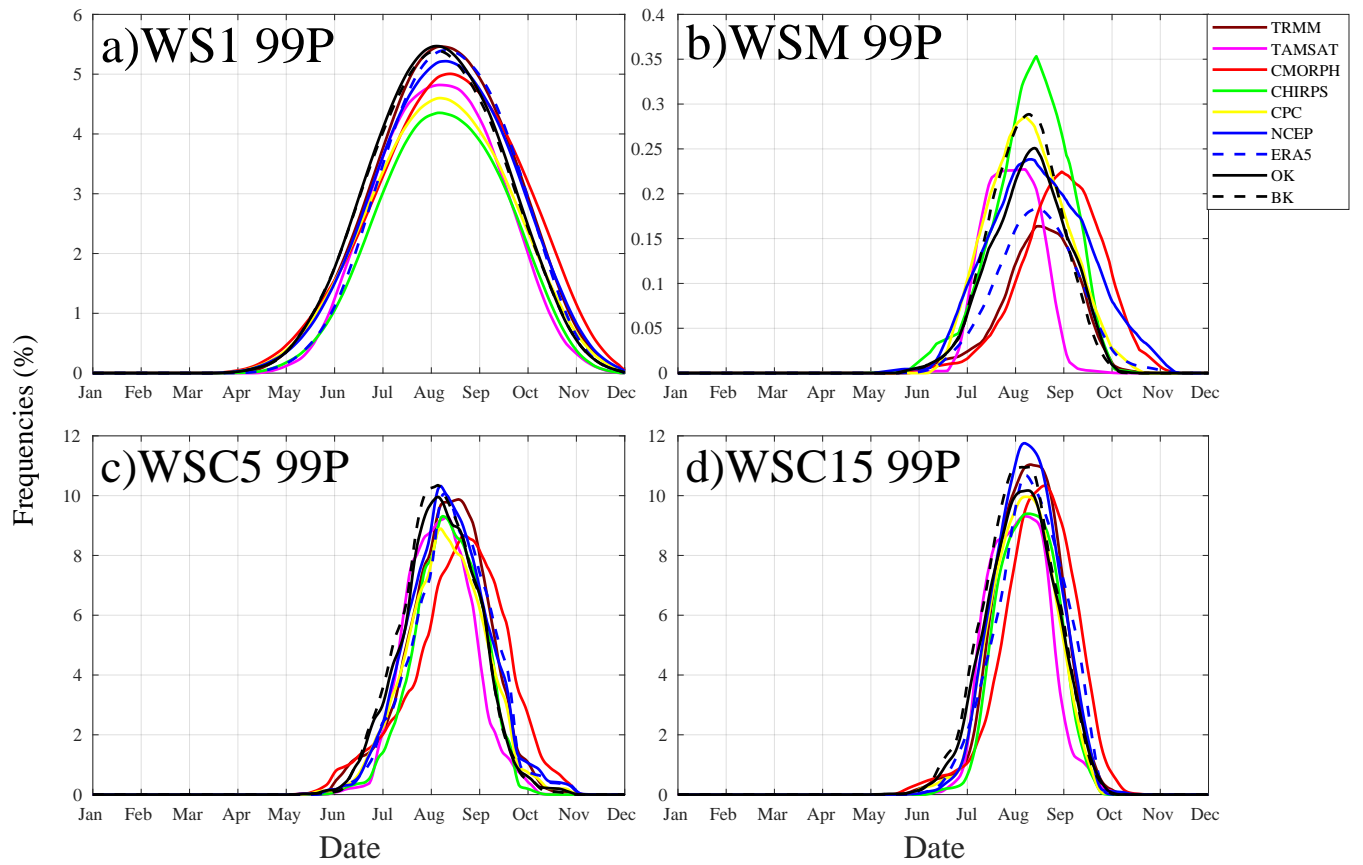 a)WS1 99P
6
5
4
3
2
1
0
Jan Feb Mar Apr May Jun Jul Aug Sep Oct Nov Dec
b)WSM 99P
0.4
0.35
0.3
0.25
0.2
0.15
0.1
0.05
0
Jan Feb Mar Apr May Jun Jul Aug Sep Oct Nov Dec
TRMM
TAMSAT
CMORPH
CHIRPS
CPC
NCEP
ERA5
OK
BK
Frequencies (%)
c)WSC5 99P
12
10
8
6
4
2
0
Jan Feb Mar Apr May Jun Jul Aug Sep Oct Nov Dec
Date
d)WSC15 99P
12
10
8
6
4
2
0
Jan Feb Mar Apr May Jun Jul Aug Sep Oct Nov Dec
Date